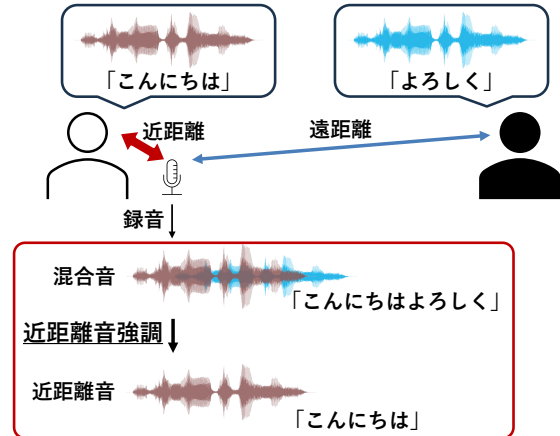 「こんにちは」
「よろしく」
近距離
遠距離
録音
混合音
「こんにちはよろしく」
近距離音強調
近距離音
「こんにちは」